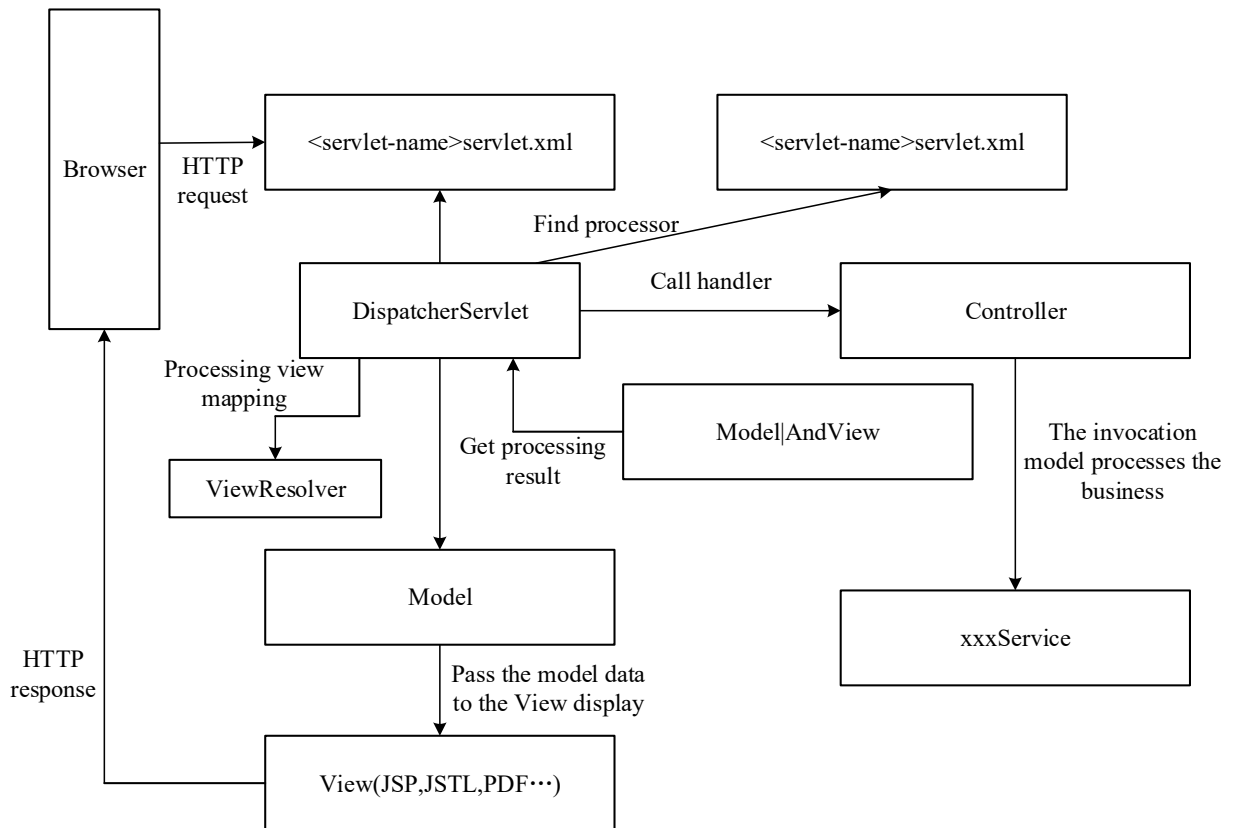 <servlet-name>servlet.xml
<servlet-name>servlet.xml
Browser
HTTP
request
Find processor
Call handler
DispatcherServlet
Controller
Processing view
mapping
Model|AndView
Get processing
result
The invocation
model processes the
business
ViewResolver
Model
xxxService
HTTP
response
Pass the model data
to the View display
View(JSP,JSTL,PDF⋯)